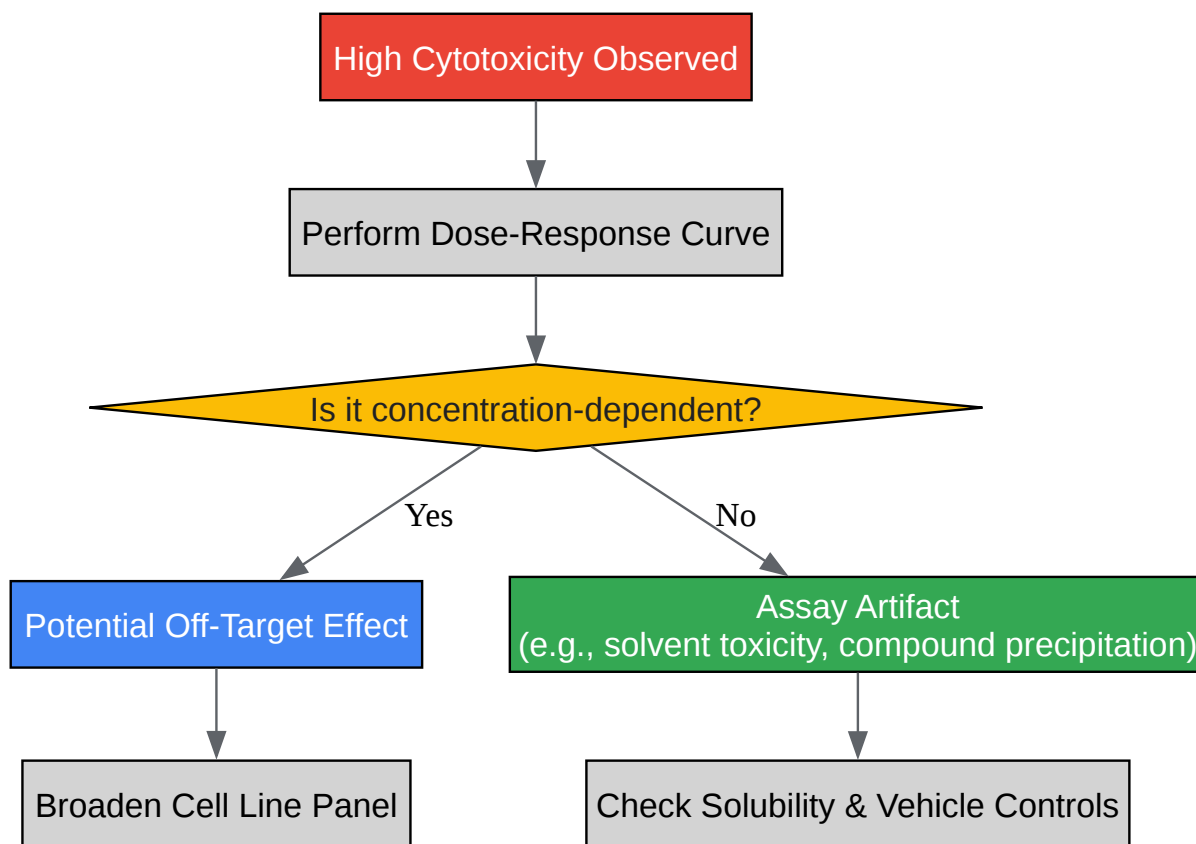 High Cytotoxicity Observed
Perform Dose-Response Curve
Is it concentration-dependent?
Yes
No
Potential Off-Target Effect
Assay Artifact
(e.g., solvent toxicity, compound precipitation)
Broaden Cell Line Panel
Check Solubility & Vehicle Controls